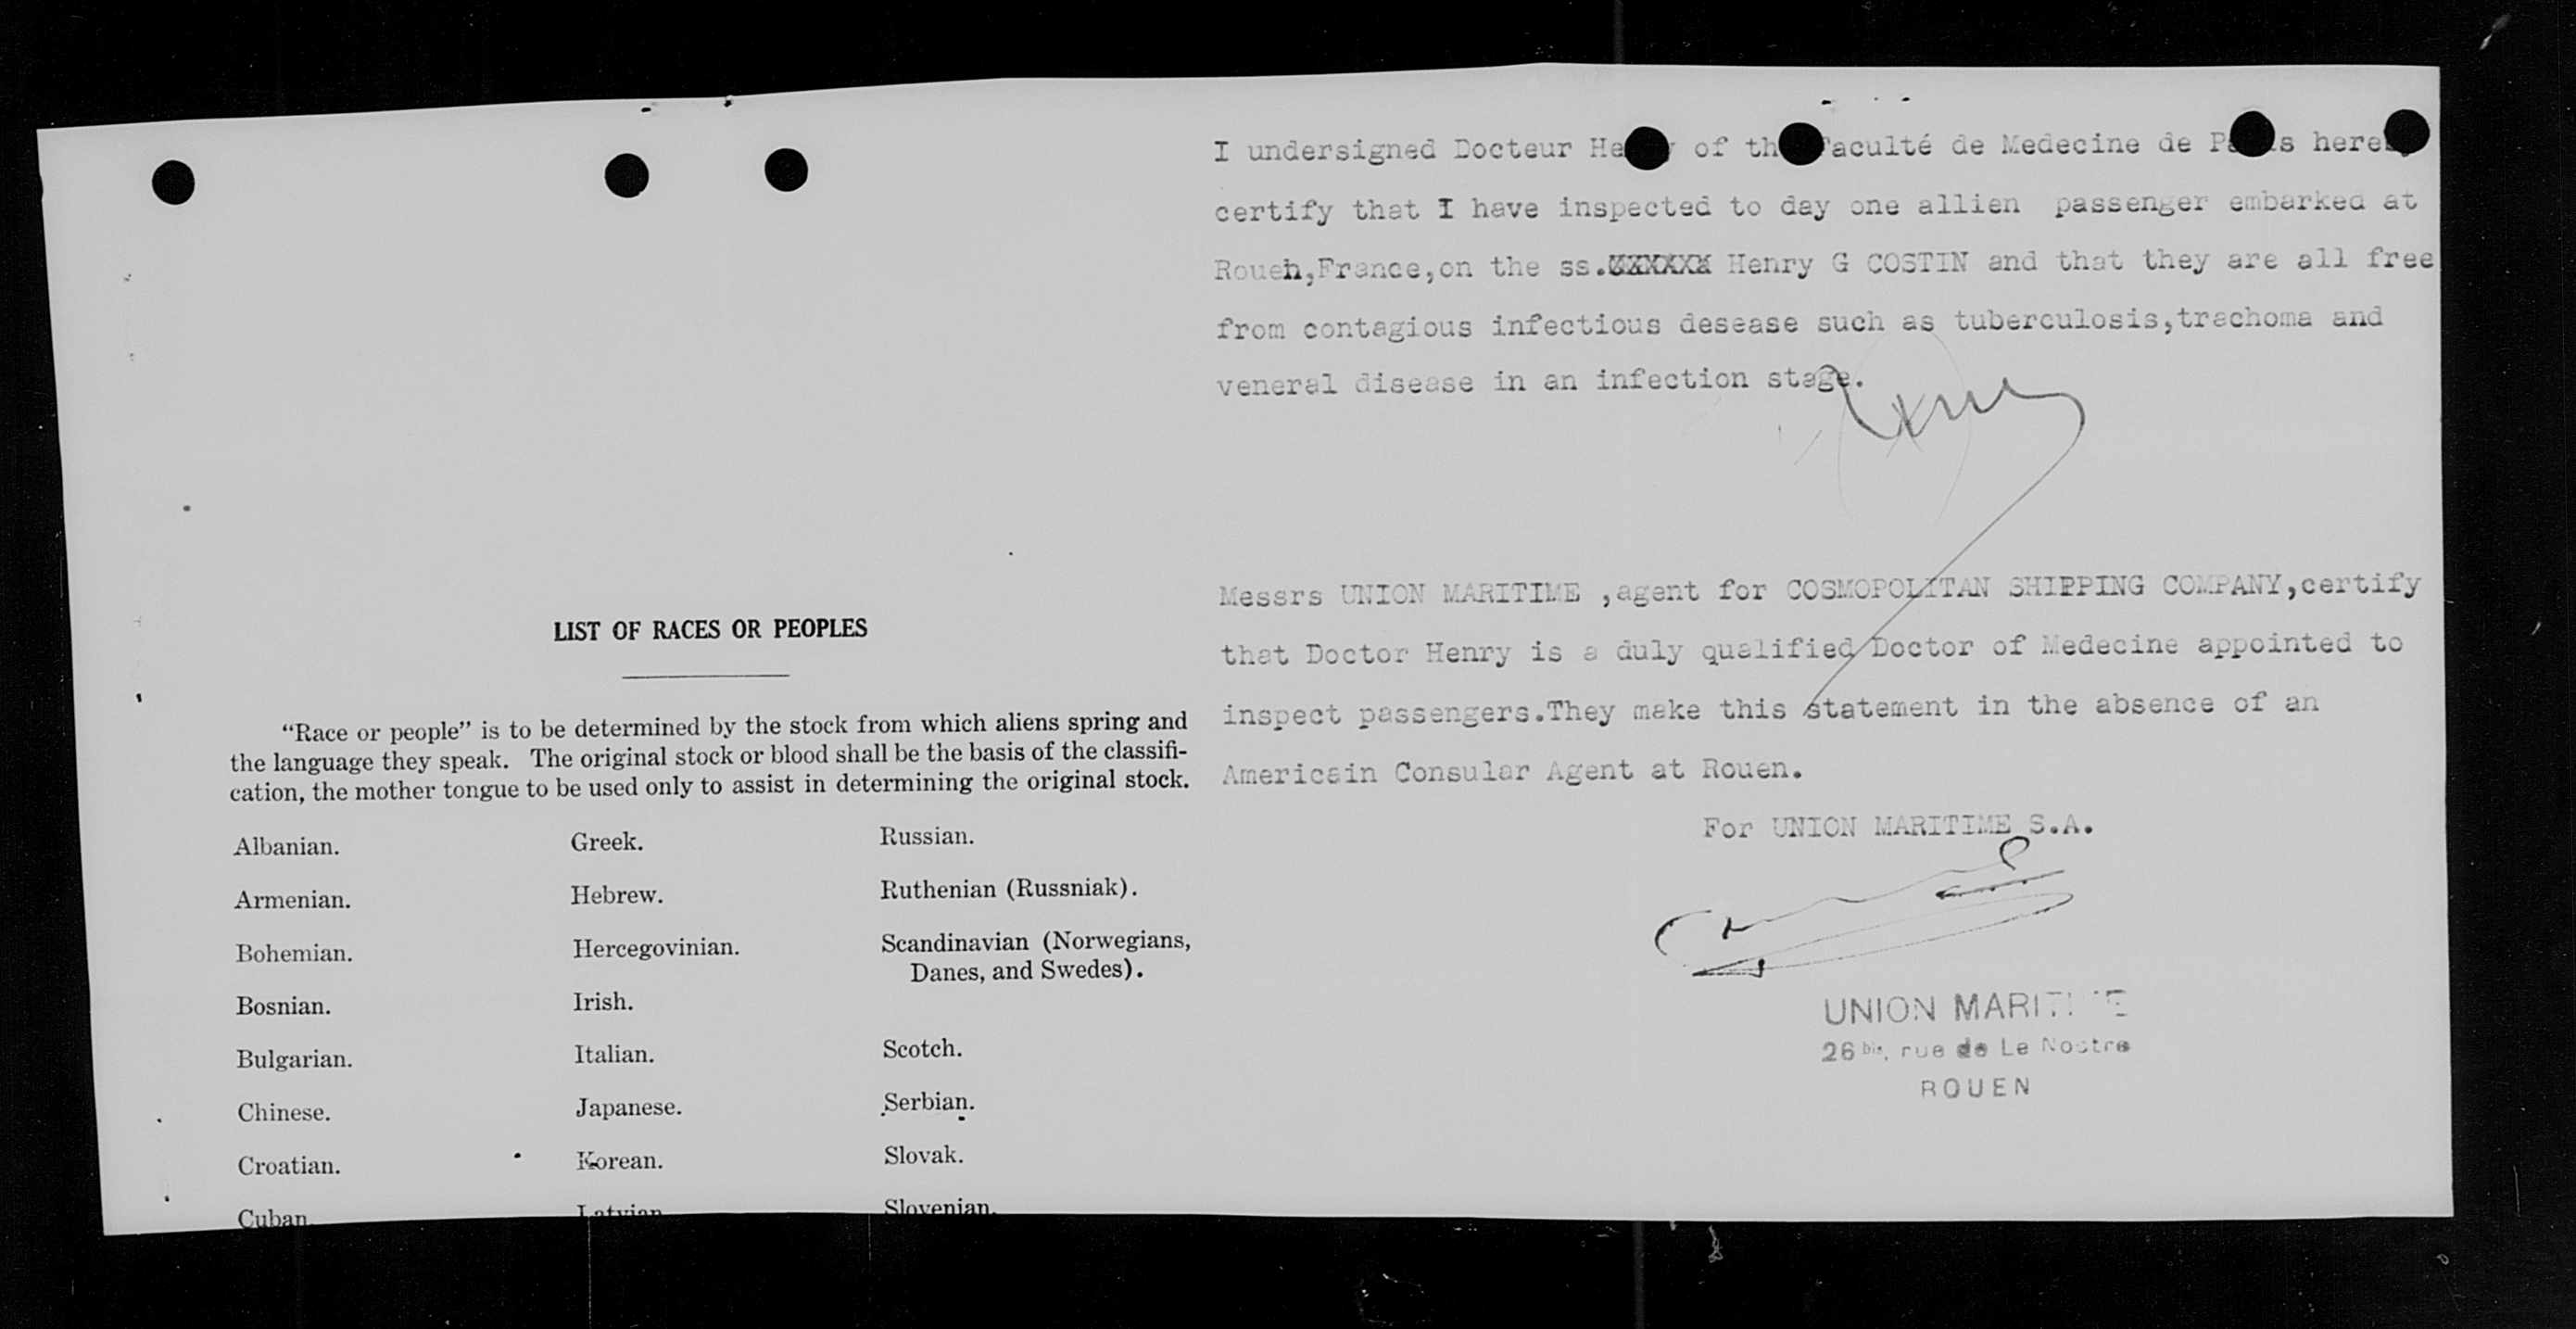 LIST OF RACES OR PEOPLES
“Race or people” is to be determined by the stock from which aliens spring and
the language they speak. The original stock or blood shall be the basis of the classifi-
cation, the mother tongue to be used only to assist in determining the original stock.
Albanian.
Armenian.
Bohemian.
Bosnian.
Bulgarian.
Chinese.
Croatian.
Cuban.
Greek.
Hebrew.
Hercegovinian.
Irish.
Italian.
Japanese.
Korean.
Latvian
Russian.
Ruthenian (Russniak).
Scandinavian (Norwegians,
Danes, and Swedes).
Scotch.
Serbian.
Slovak.
Slovenian.
I undersigned Docteur Henry of the Faculté de Medecine de Paris hereby
certify that I have inspected to day one allien passenger embarked at
Rouen,France,on the ss. Henry G COSTIN and that they are all free
from contagious infectious desease such as tuberculosis,trachoma and
veneral disease in an infection stage.
Messrs UNION MARITIME ,agent for COSMOPOLITAN SHIPPING COMPANY,certify
that Doctor Henry is a duly qualified Doctor of Medecine appointed to
inspect passengers.They make this statement in the absence of an
Americain Consular Agent at Rouen.
For UNION MARITIME S.A.
UNION MARITIME
26 bis, rue de Le Nostre
ROUEN